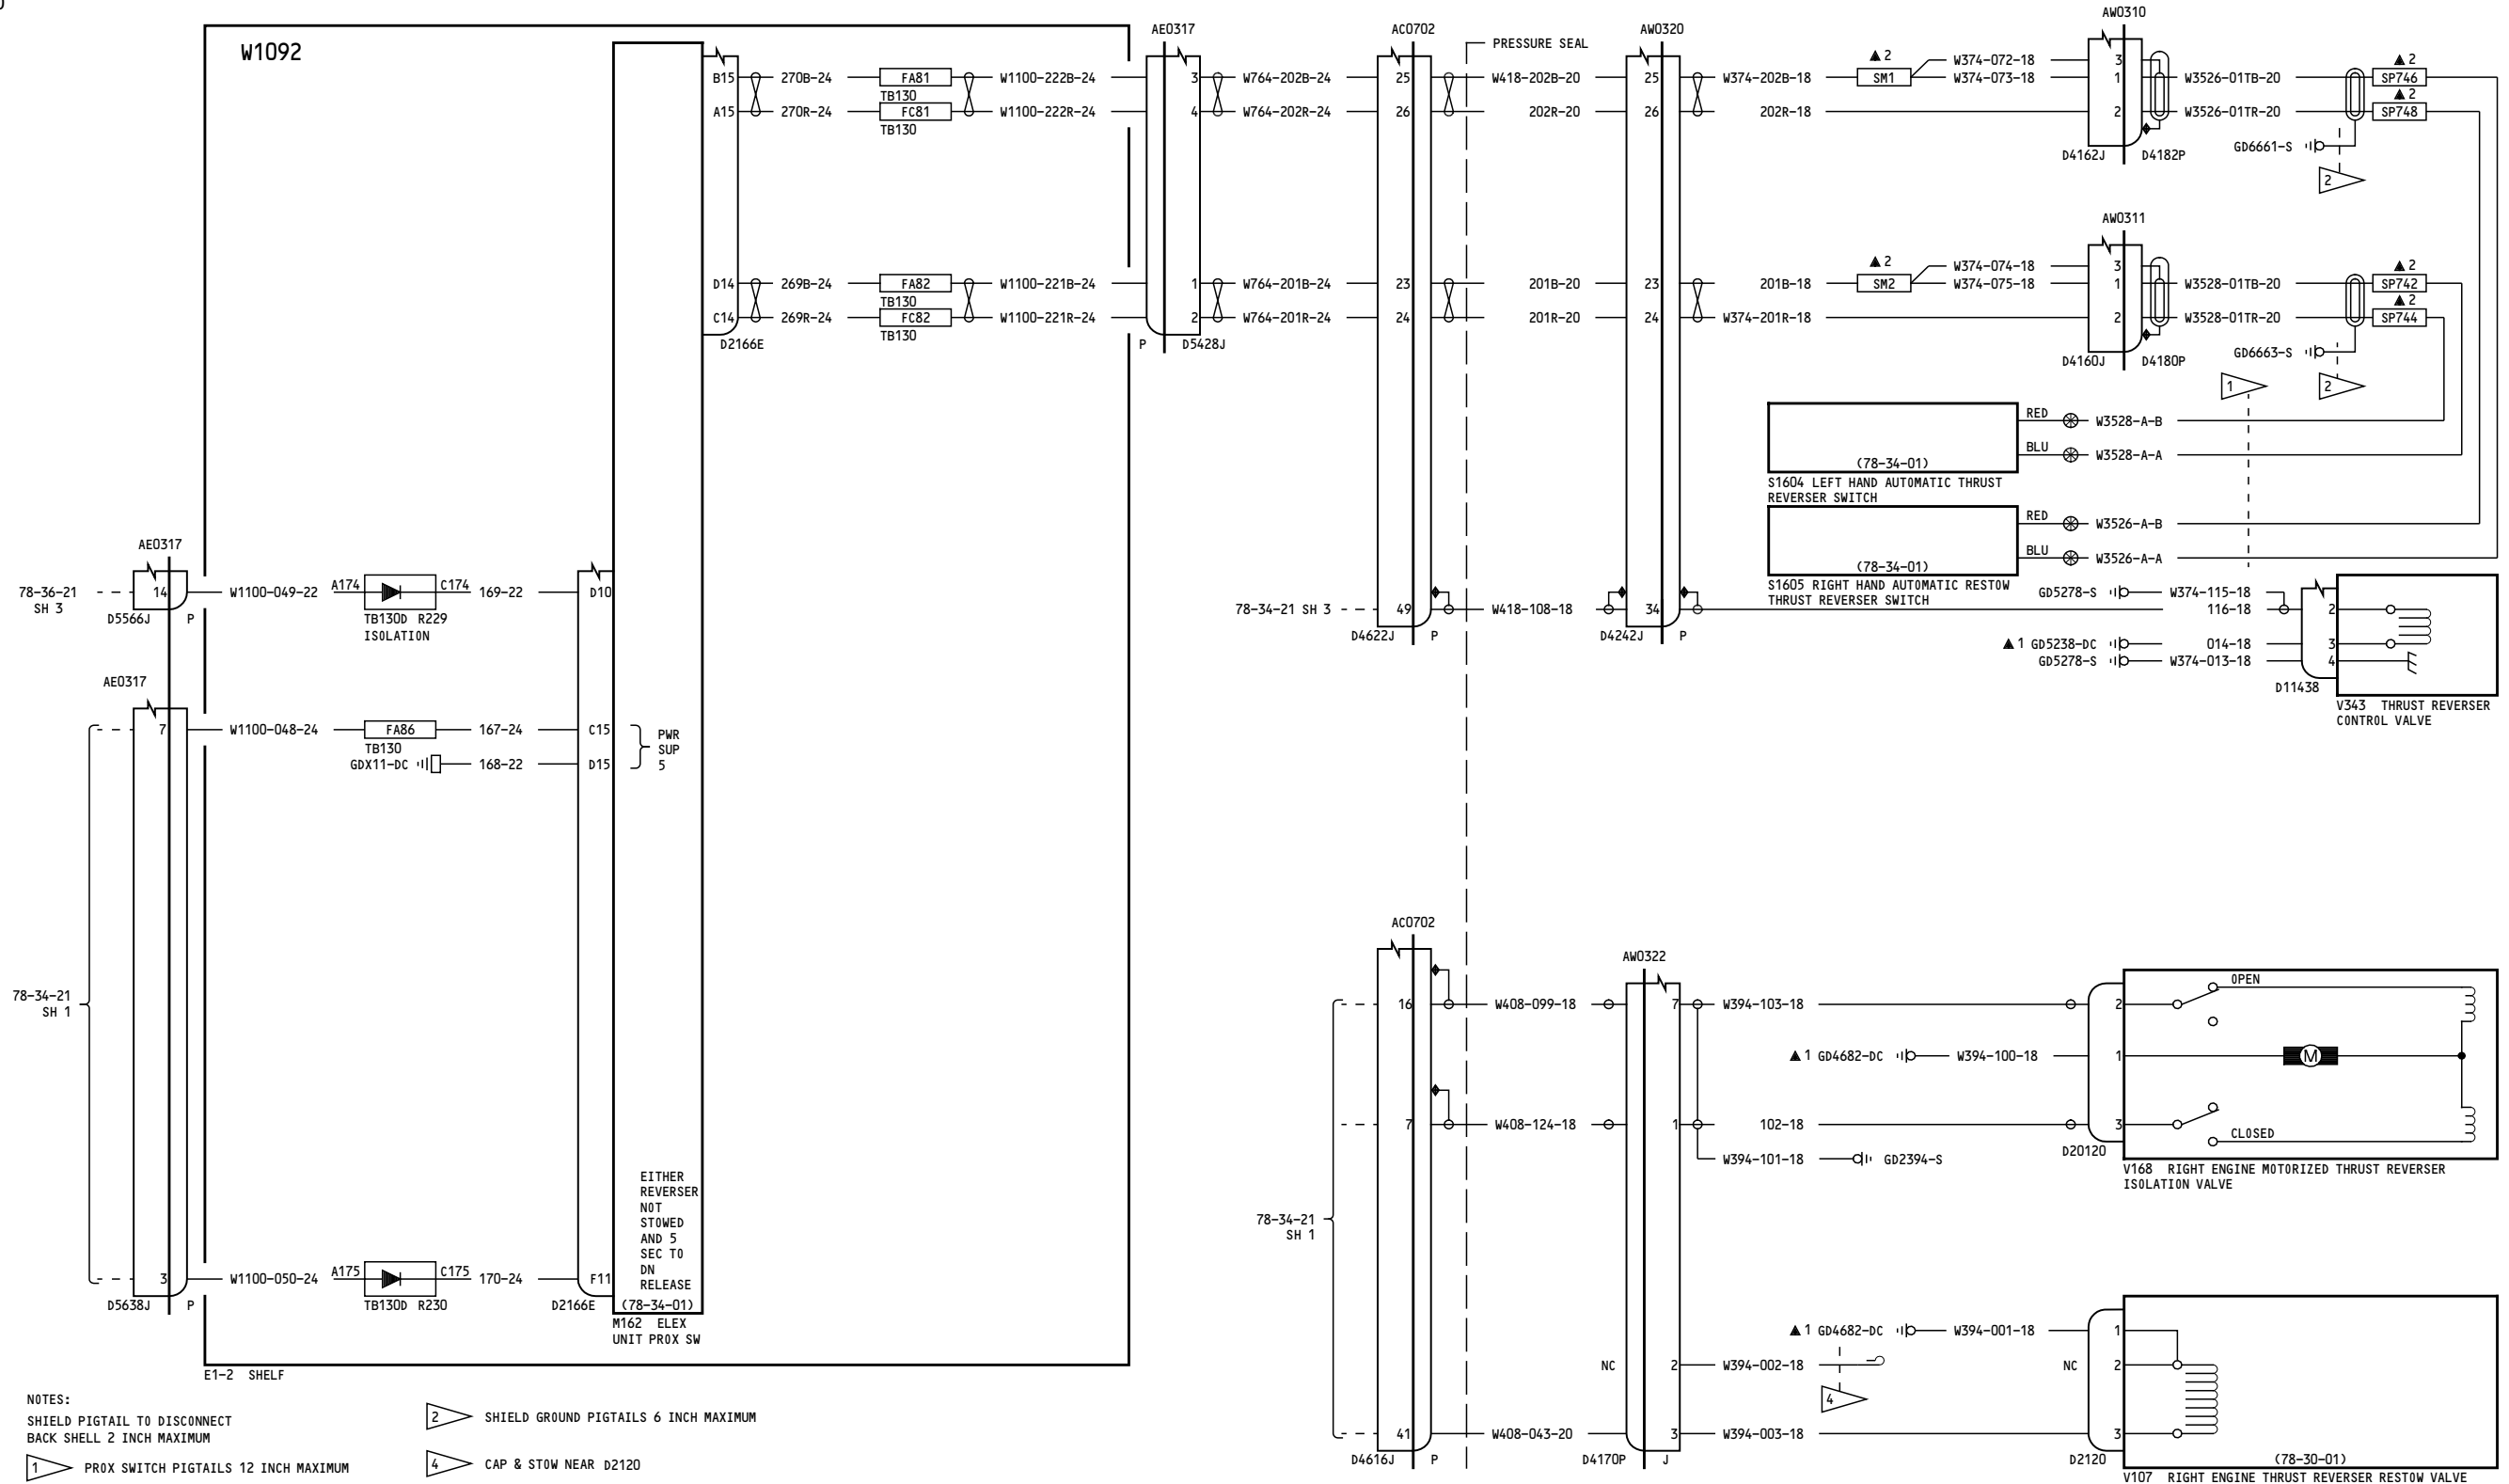 W1092
AE0317
AC0702
PRESSURE SEAL
AW0320
AW0310
B15 270B-24 FA81 W1100-222B-24 3 W764-202B-24 25 W418-202B-20 25 W374-202B-18 SM1 W374-072-18 3
▲ 2
W374-073-18 1 W3526-01TB-20 SP746
▲ 2
TB130
A15 270R-24 FC81 W1100-222R-24 4 W764-202R-24 26 202R-20 26 202R-18 2 W3526-01TR-20 SP748
▲ 2
TB130
GD6661-S
D4162J D4182P
2
AW0311
D14 269B-24 FA82 W1100-221B-24 1 W764-201B-24 23 201B-20 23 201B-18 SM2 W374-074-18 3
▲ 2
W374-075-18 1 W3528-01TB-20 SP742
▲ 2
TB130
C14 269R-24 FC82 W1100-221R-24 2 W764-201R-24 24 201R-20 24 W374-201R-18 2 W3528-01TR-20 SP744
▲ 2
TB130
D2166E P D5428J
GD6663-S
D4160J D4180P
1
2
RED W3528-A-B
BLU W3528-A-A
(78-34-01)
S1604 LEFT HAND AUTOMATIC THRUST
REVERSER SWITCH
RED W3526-A-B
BLU W3526-A-A
(78-34-01)
S1605 RIGHT HAND AUTOMATIC RESTOW
THRUST REVERSER SWITCH
AE0317
78-36-21
SH 3
14 W1100-049-22 A174 C174 169-22 D10
D5566J P TB130D R229
ISOLATION
78-34-21 SH 3 49 W418-108-18 34
D4622J P D4242J P
GD5278-S W374-115-18
116-18 2
▲ 1 GD5238-DC 014-18 3
GD5278-S W374-013-18 4
D11438
V343 THRUST REVERSER
CONTROL VALVE
AE0317
7 W1100-048-24 FA86 167-24 C15
TB130
GDX11-DC 168-22 D15
PWR
SUP
5
78-34-21
SH 1
AC0702
AW0322
16 W408-099-18 7 W394-103-18 2
OPEN
▲ 1 GD4682-DC W394-100-18 1 M
7 W408-124-18 1 102-18 3
CLOSED
W394-101-18 GD2394-S
D20120
V168 RIGHT ENGINE MOTORIZED THRUST REVERSER
ISOLATION VALVE
78-34-21
SH 1
EITHER
REVERSER
NOT
STOWED
AND 5
SEC TO
DN
RELEASE
(78-34-01)
3 W1100-050-24 A175 C175 170-24 F11
D5638J P TB130D R230 D2166E
M162 ELEX
UNIT PROX SW
▲ 1 GD4682-DC W394-001-18 1
NC 2 W394-002-18 NC 2
4
41 W408-043-20 3 W394-003-18 3
D4616J P D4170P J D2120
(78-30-01)
V107 RIGHT ENGINE THRUST REVERSER RESTOW VALVE
E1-2 SHELF
NOTES:
SHIELD PIGTAIL TO DISCONNECT
BACK SHELL 2 INCH MAXIMUM
1 PROX SWITCH PIGTAILS 12 INCH MAXIMUM
2 SHIELD GROUND PIGTAILS 6 INCH MAXIMUM
4 CAP & STOW NEAR D2120